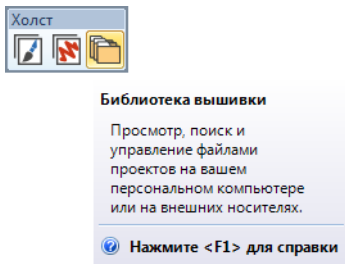 Холст
Библиотека вышивки
Просмотр, поиск и
управление файлами
проектов на вашем
персональном компьютере
или на внешних носителях.
Нажмите <F1> для справки